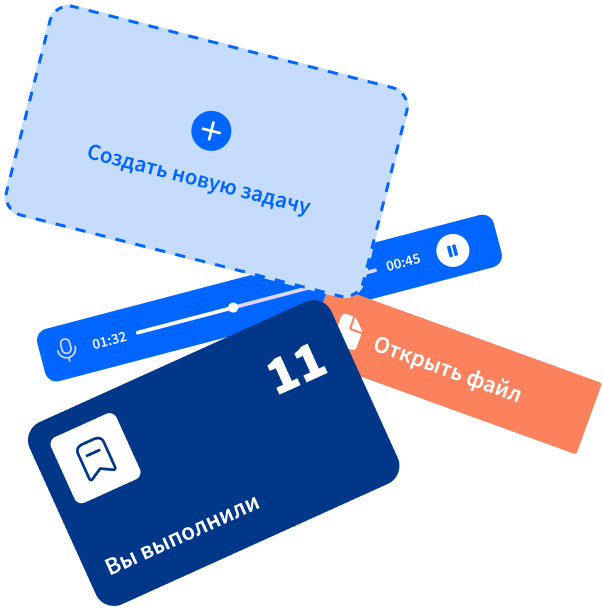 Создать новую задачу
01:32
00:45
Открыть файл
11
Вы выполнили